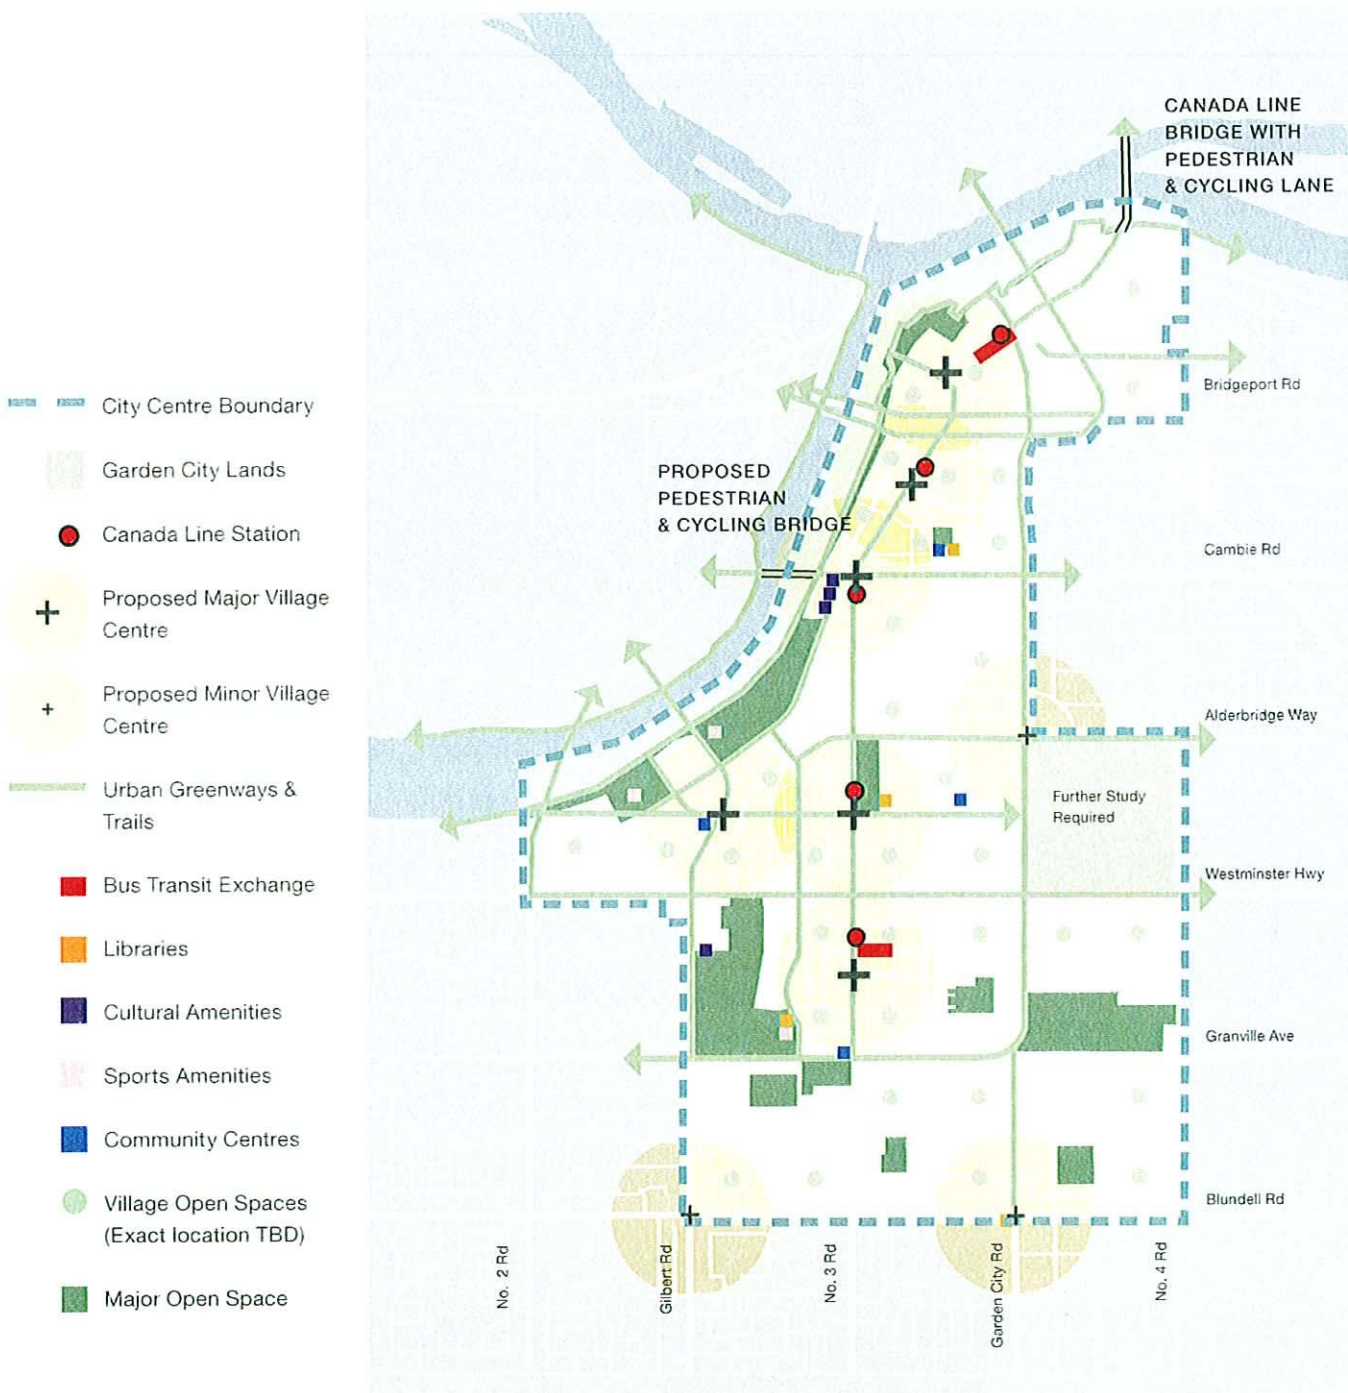 CANADA LINE
BRIDGE WITH
PEDESTRIAN
& CYCLING LANE
Bridgeport Rd
City Centre Boundary
Garden City Lands
PROPOSED
PEDESTRIAN
& CYCLING BRIDGE
Canada Line Station
Cambie Rd
Proposed Major Village
Centre
Proposed Minor Village
Centre
Alderbridge Way
Urban Greenways &
Trails
Further Study
Required
Bus Transit Exchange
Westminster Hwy
Libraries
Cultural Amenities
Sports Amenities
Granville Ave
Community Centres
Village Open Spaces
(Exact location TBD)
Blundell Rd
Major Open Space
No. 2 Rd
Gilbert Rd
No. 3 Rd
Garden City Rd
No. 4 Rd